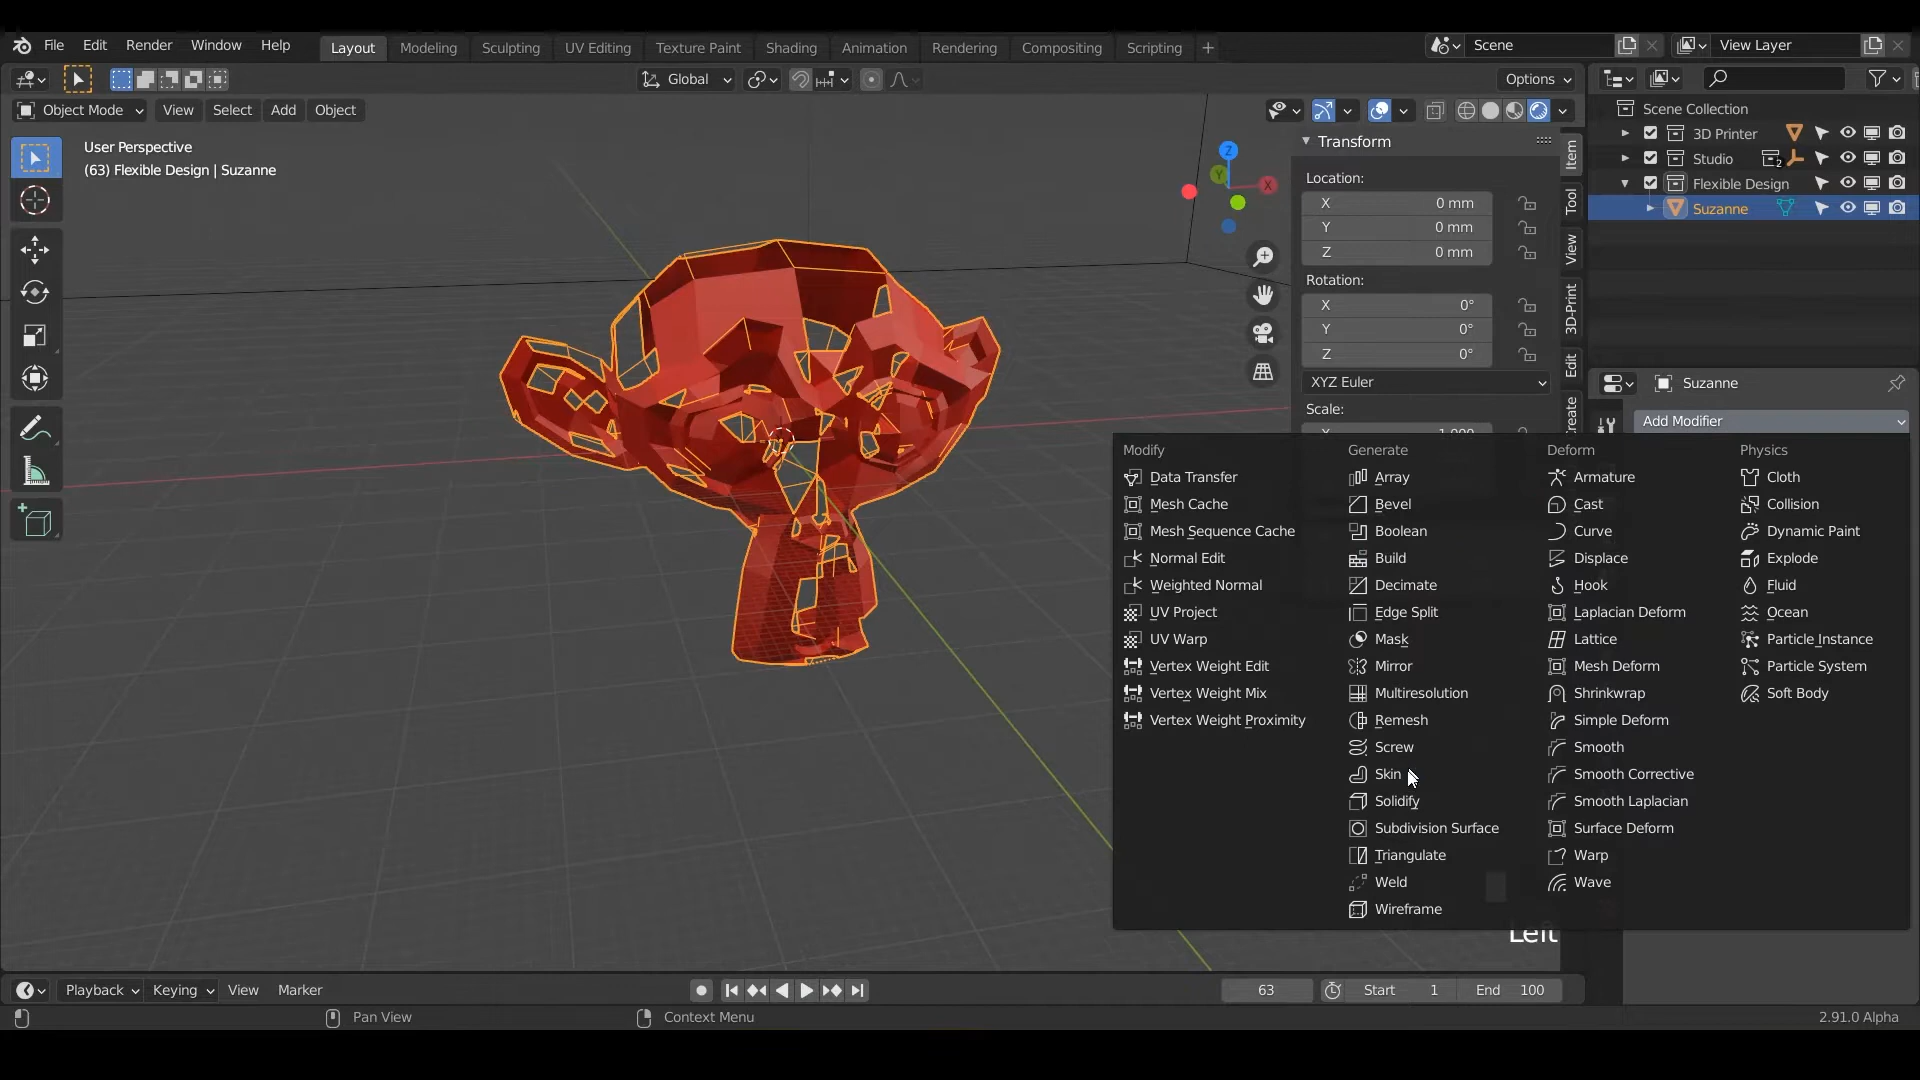 File Edit Render Window Help Layout Modeling Sculpting UV Editing Texture Paint Shading Animation Rendering Compositing Scripting + Scene View Layer
Global Options
Object Mode View Select Add Object
User Perspective
(63) Flexible Design | Suzanne
Z
Y
X
Transform
Location:
X 0 mm
Y 0 mm
Z 0 mm
Rotation:
X 0°
Y 0°
Z 0°
XYZ Euler
Scale:
X 1.000
Item
Tool
View
3D-Print
Edit
Create
Scene Collection
3D Printer
Studio 2
Flexible Design
Suzanne
Suzanne
Add Modifier
Modify
Data Transfer
Mesh Cache
Mesh Sequence Cache
Normal Edit
Weighted Normal
UV Project
UV Warp
Vertex Weight Edit
Vertex Weight Mix
Vertex Weight Proximity
Generate
Array
Bevel
Boolean
Build
Decimate
Edge Split
Mask
Mirror
Multiresolution
Remesh
Screw
Skin
Solidify
Subdivision Surface
Triangulate
Weld
Wireframe
Deform
Armature
Cast
Curve
Displace
Hook
Laplacian Deform
Lattice
Mesh Deform
Shrinkwrap
Simple Deform
Smooth
Smooth Corrective
Smooth Laplacian
Surface Deform
Warp
Wave
Physics
Cloth
Collision
Dynamic Paint
Explode
Fluid
Ocean
Particle Instance
Particle System
Soft Body
Left
Playback Keying View Marker 63 Start 1 End 100
Pan View Context Menu 2.91.0 Alpha